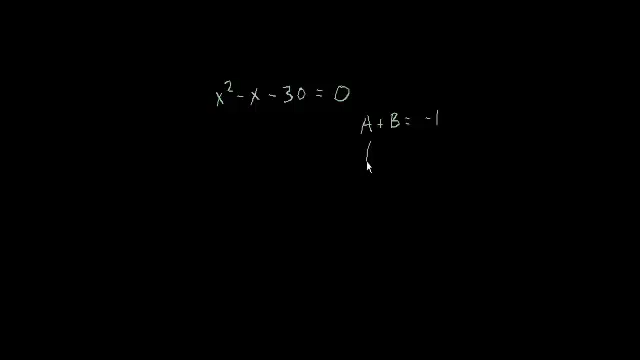 x² - x - 30 = 0
A + B = -1